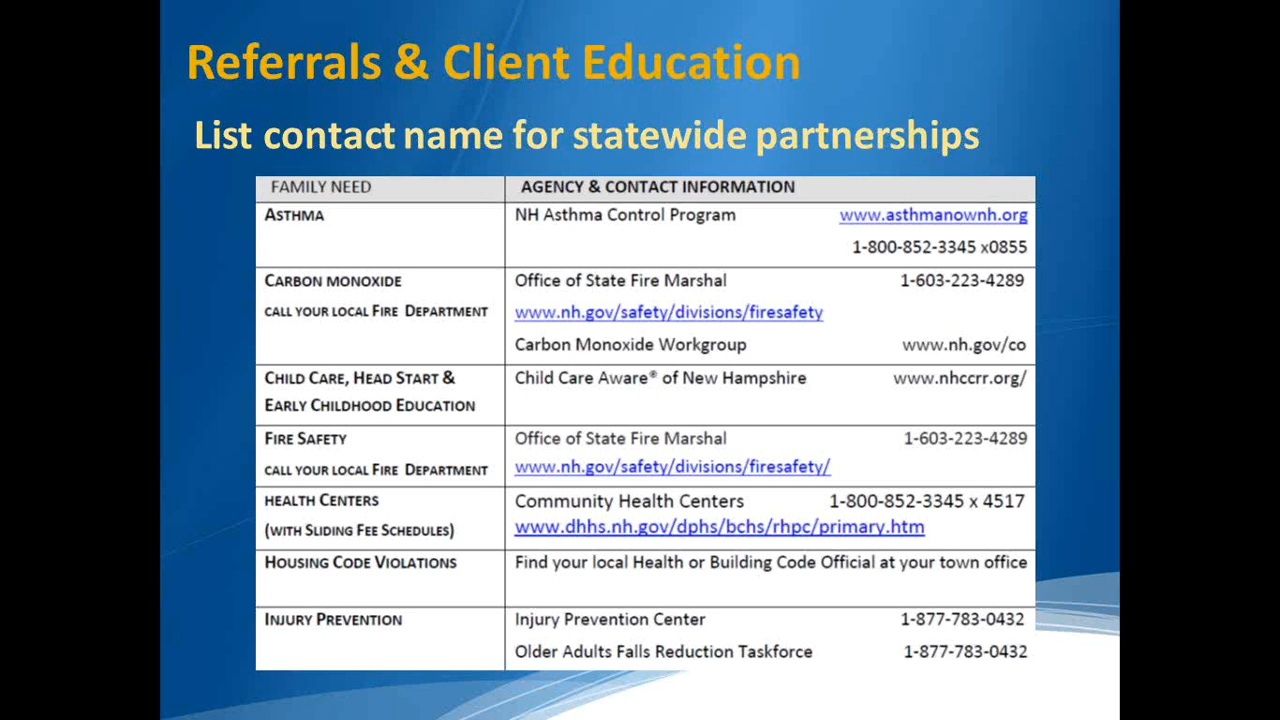 Referrals & Client Education
List contact name for statewide partnerships
FAMILY NEED AGENCY & CONTACT INFORMATION
ASTHMA NH Asthma Control Program www.asthmanownh.org
1-800-852-3345 x0855
CARBON MONOXIDE Office of State Fire Marshal 1-603-223-4289
CALL YOUR LOCAL FIRE DEPARTMENT www.nh.gov/safety/divisions/firesafety
Carbon Monoxide Workgroup www.nh.gov/co
CHILD CARE, HEAD START & Child Care Aware® of New Hampshire www.nhccrr.org/
EARLY CHILDHOOD EDUCATION
FIRE SAFETY Office of State Fire Marshal 1-603-223-4289
CALL YOUR LOCAL FIRE DEPARTMENT www.nh.gov/safety/divisions/firesafety/
HEALTH CENTERS Community Health Centers 1-800-852-3345 x 4517
(WITH SLIDING FEE SCHEDULES) www.dhhs.nh.gov/dphs/bchs/rhpc/primary.htm
HOUSING CODE VIOLATIONS Find your local Health or Building Code Official at your town office
INJURY PREVENTION Injury Prevention Center 1-877-783-0432
Older Adults Falls Reduction Taskforce 1-877-783-0432